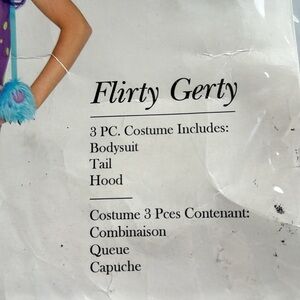 Flirty Gerty
3 PC. Costume Includes:
Bodysuit
Tail
Hood
Costume 3 Pces Contenant:
Combinaison
Queue
Capuche